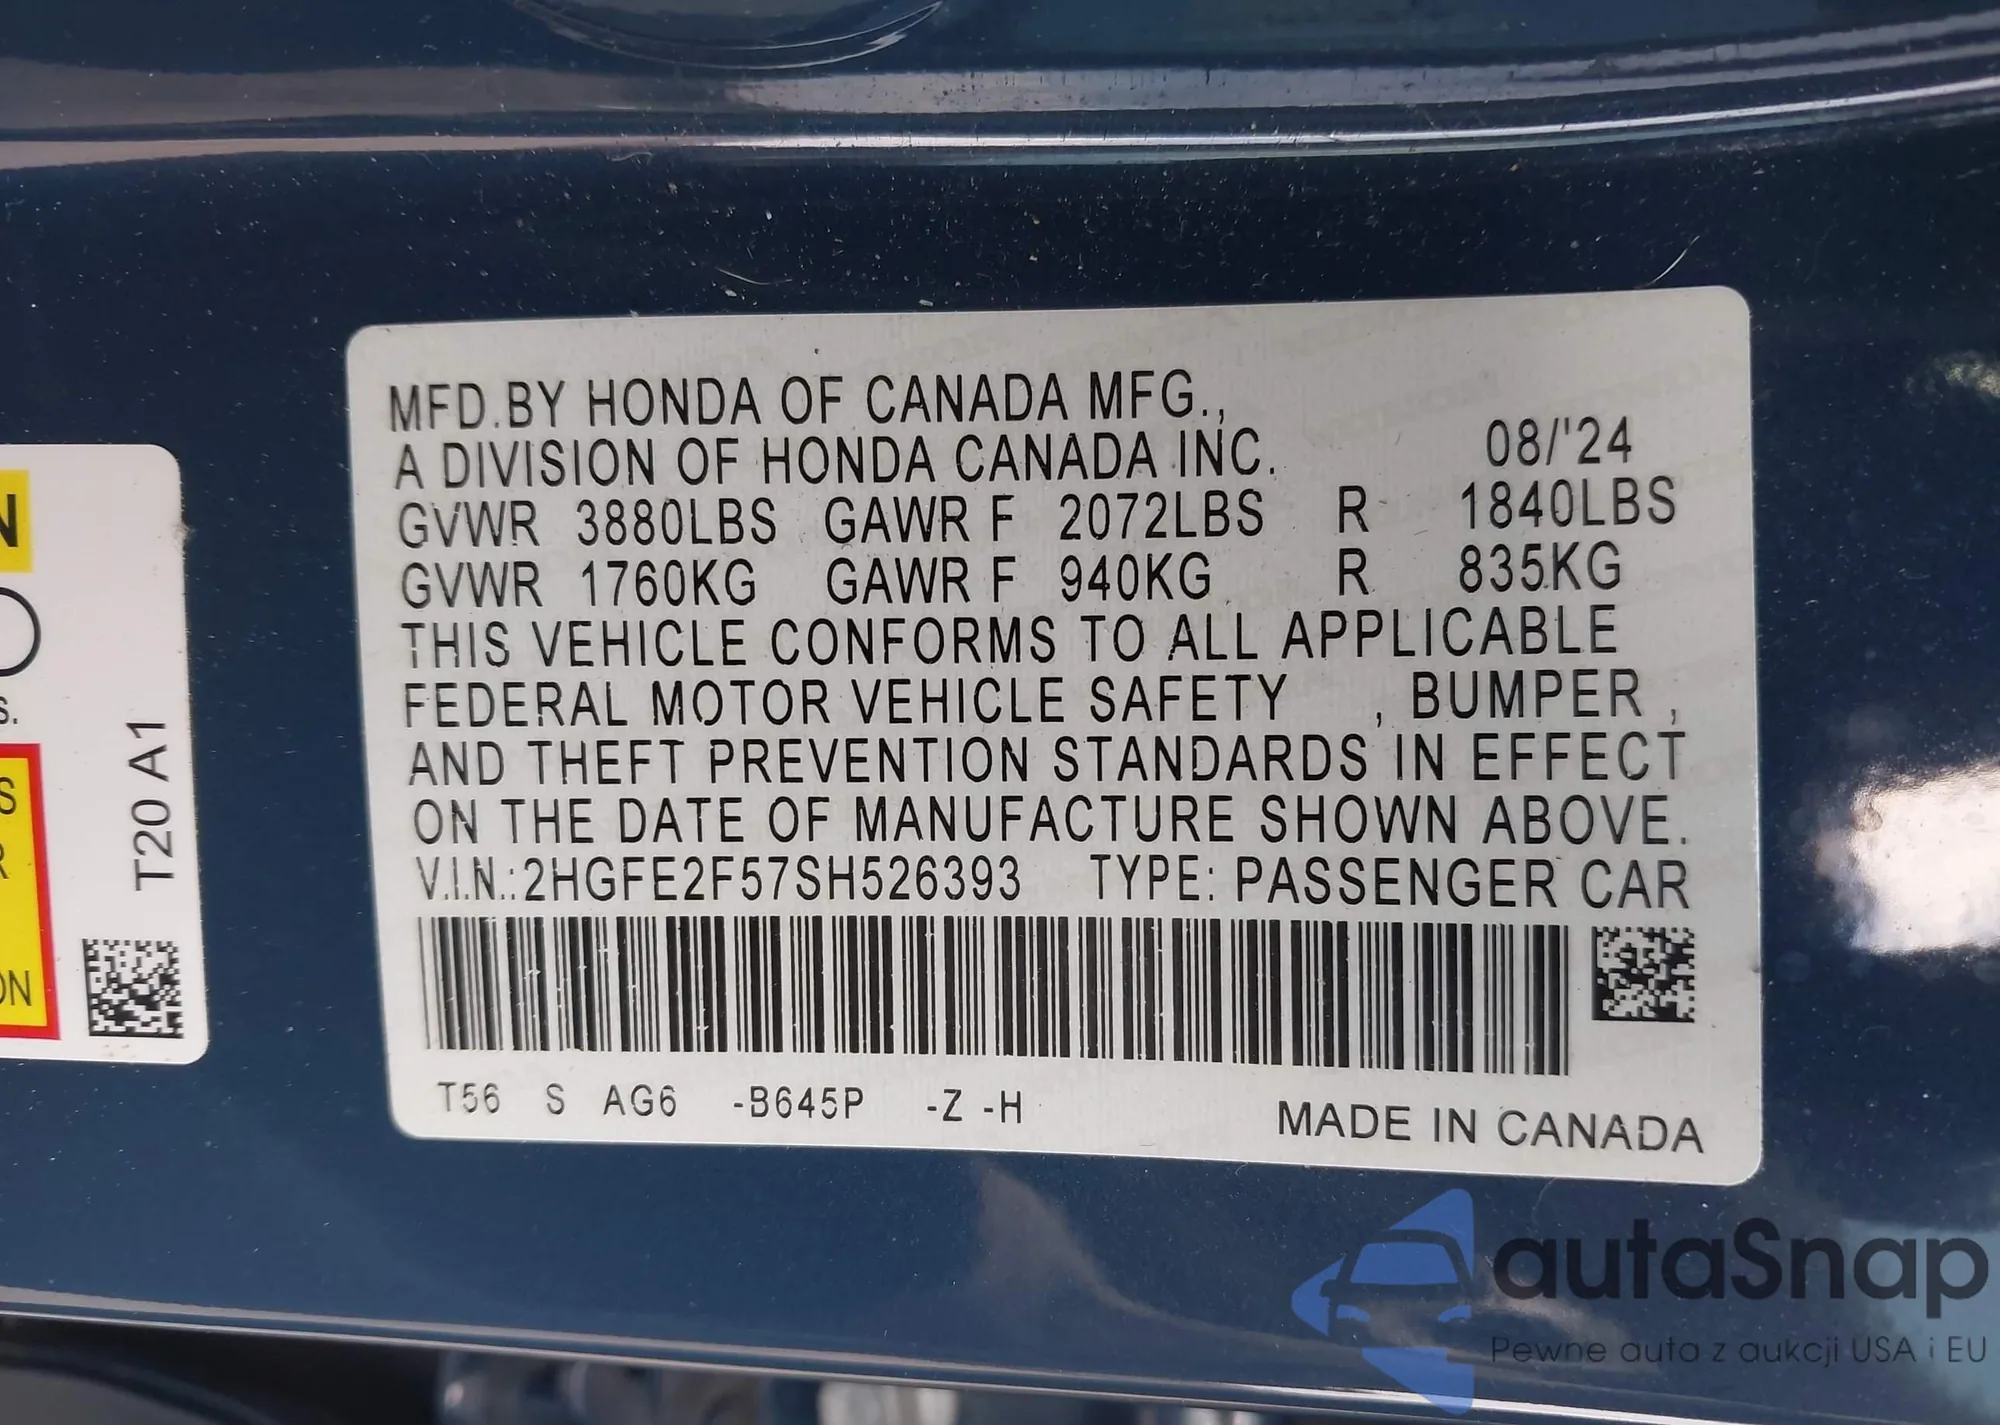 MFD.BY HONDA OF CANADA MFG.,
A DIVISION OF HONDA CANADA INC. 08/'24
GVWR 3880LBS GAWR F 2072LBS R 1840LBS
GVWR 1760KG GAWR F 940KG R 835KG
THIS VEHICLE CONFORMS TO ALL APPLICABLE
FEDERAL MOTOR VEHICLE SAFETY , BUMPER ,
AND THEFT PREVENTION STANDARDS IN EFFECT
ON THE DATE OF MANUFACTURE SHOWN ABOVE.
V.I.N.:2HGFE2F57SH526393 TYPE: PASSENGER CAR
T56 S AG6 -B645P -Z -H
MADE IN CANADA
T20 A1
autaSnap
Pewne auta z aukcji USA i EU